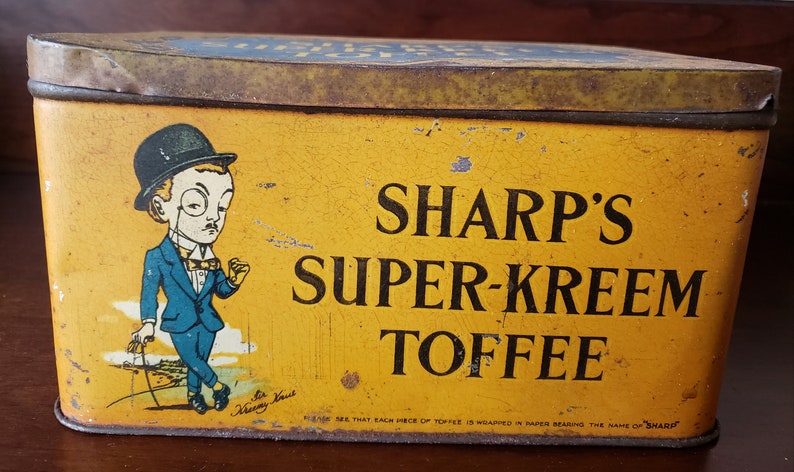 TOFFEE
SHARP'S
SUPER-KREEM
TOFFEE
Sir
Kreemy Knut
PLEASE SEE THAT EACH PIECE OF TOFFEE IS WRAPPED IN PAPER BEARING THE NAME OF "SHARP"